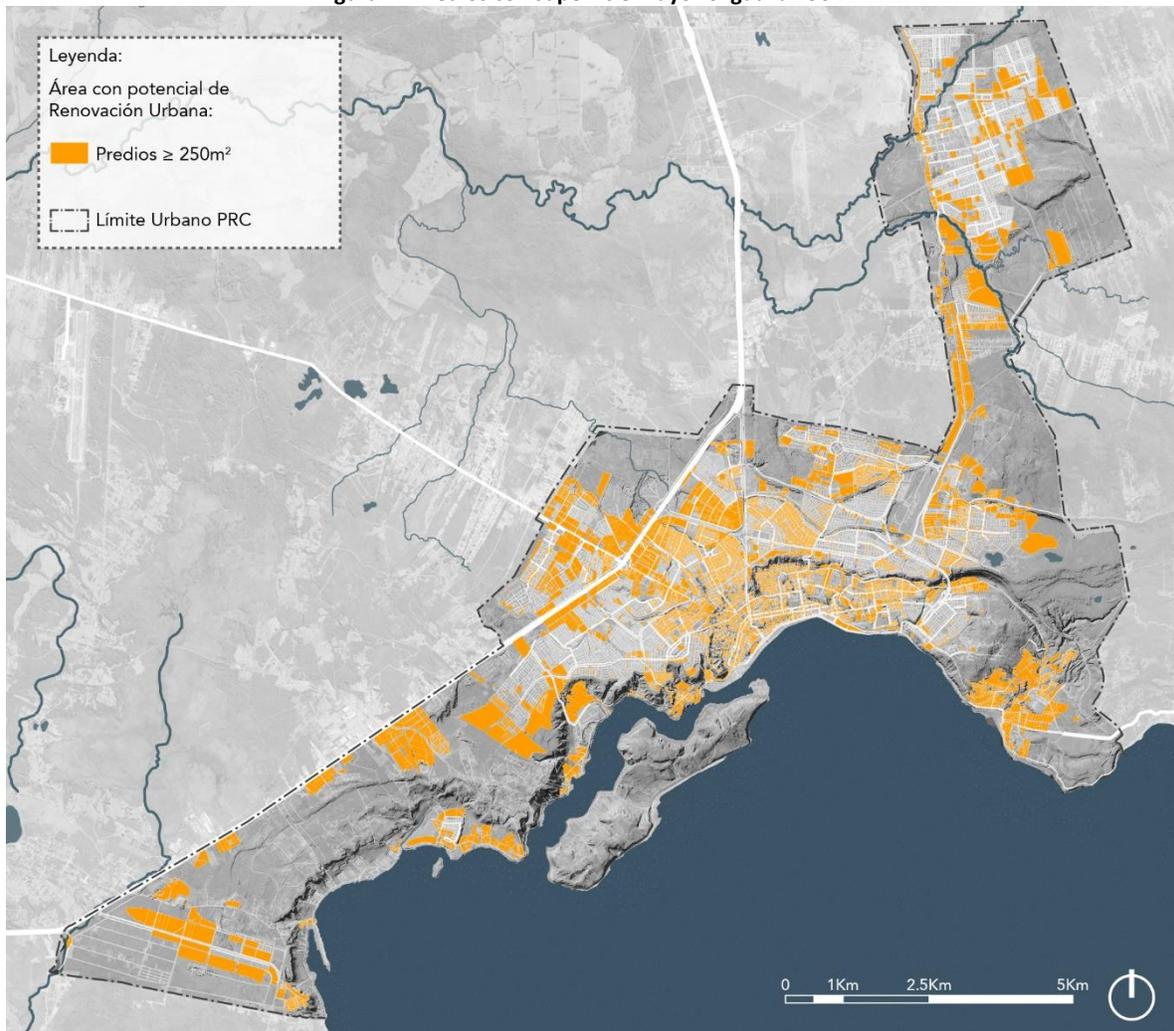 Leyenda:
Área con potencial de
Renovación Urbana:
Predios ≥ 250m²
Límite Urbano PRC
0 1Km 2.5Km 5Km